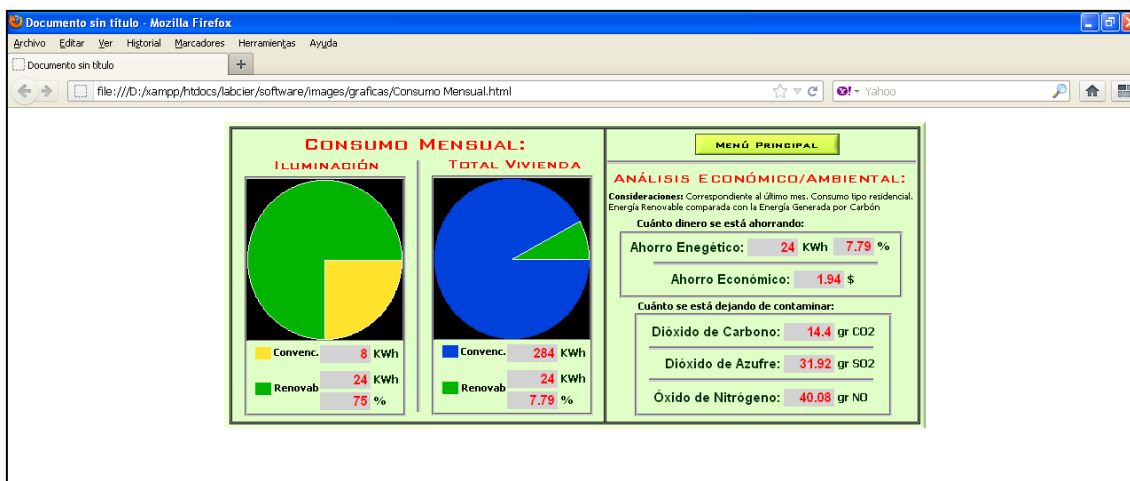 Documento sin título - Mozilla Firefox
Archivo Editar Ver Historial Marcadores Herramientas Ayuda
Documento sin título
file:///D:/xampp/htdocs/labcier/software/images/graficas/Consumo Mensual.html
Yahoo
Consumo Mensual:
Iluminación
Total Vivienda
Convenc. 8 KWh
Renovab 24 KWh
75 %
Convenc. 284 KWh
Renovab 24 KWh
7.79 %
Menú Principal
Análisis Económico/Ambiental:
Consideraciones: Correspondiente al último mes. Consumo tipo residencial.
Energía Renovable comparada con la Energía Generada por Carbón
Cuánto dinero se está ahorrando:
Ahorro Enegético: 24 KWh 7.79 %
Ahorro Económico: 1.94 $
Cuánto se está dejando de contaminar:
Dióxido de Carbono: 14.4 gr CO2
Dióxido de Azufre: 31.92 gr SO2
Óxido de Nitrógeno: 40.08 gr NO